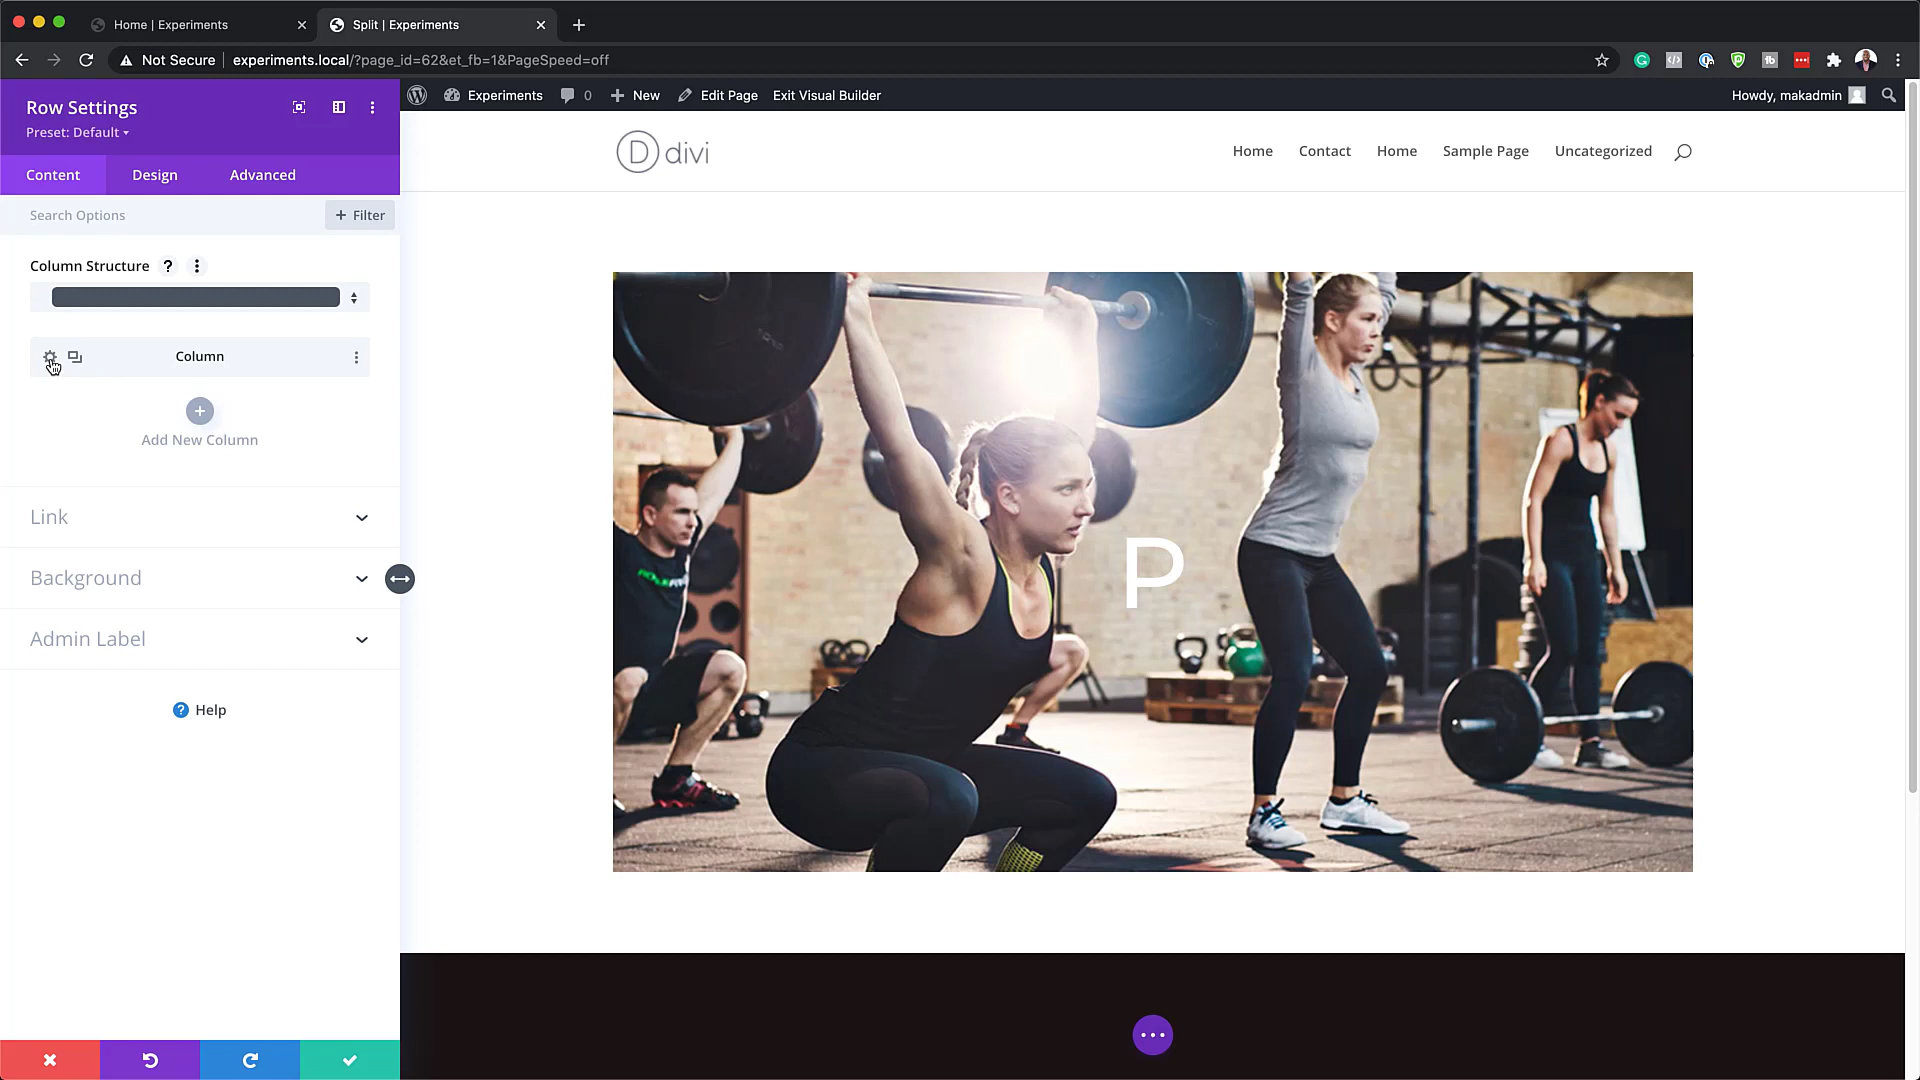 Home | Experiments
Split | Experiments
Not Secure
experiments.local/?page_id=62&et_fb=1&PageSpeed=off
Row Settings
Preset: Default
Content
Design
Advanced
Search Options
+ Filter
Column Structure ?
Column
Add New Column
Link
Background
Admin Label
? Help
Experiments
0
New
Edit Page
Exit Visual Builder
Howdy, makadmin
D divi
Home
Contact
Home
Sample Page
Uncategorized
P